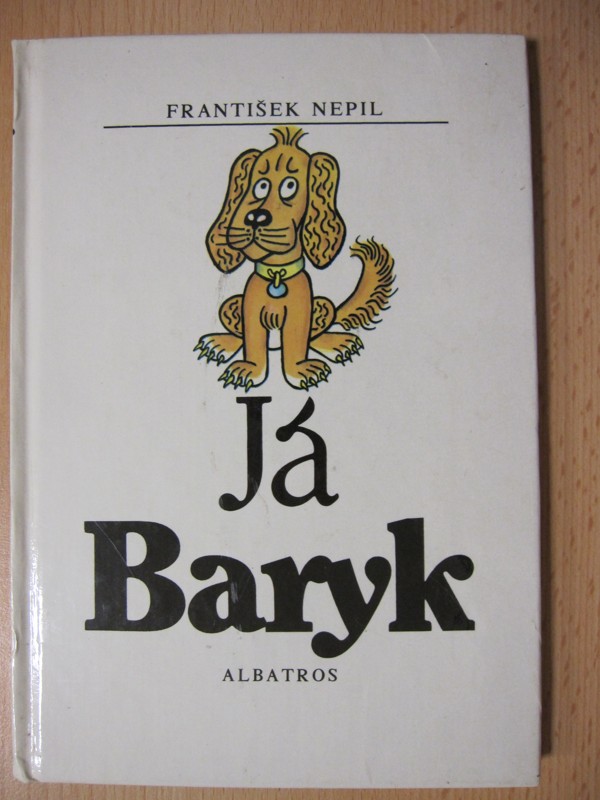 FRANTIŠEK NEPIL
Já
Baryk
ALBATROS